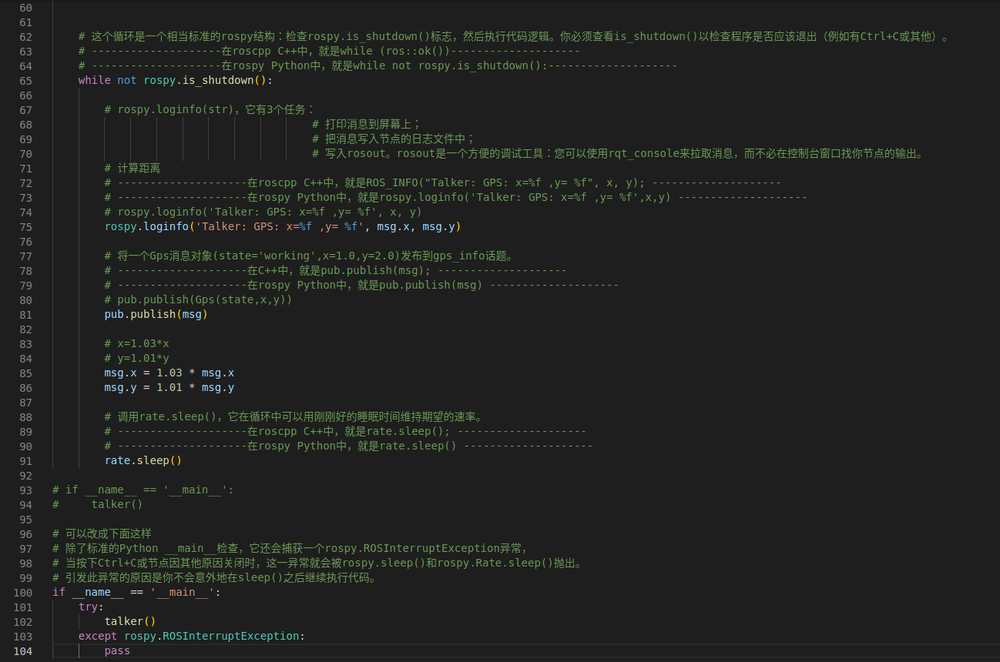 60
61
62 # 这个循环是一个相当标准的rospy结构：检查rospy.is_shutdown()标志，然后执行代码逻辑。你必须查看is_shutdown()以检查程序是否应该退出（例如有Ctrl+C或其他）。
63 # --------------------在roscpp C++中，就是while (ros::ok())--------------------
64 # --------------------在rospy Python中，就是while not rospy.is_shutdown():--------------------
65 while not rospy.is_shutdown():
66
67 # rospy.loginfo(str)，它有3个任务：
68 # 打印消息到屏幕上；
69 # 把消息写入节点的日志文件中；
70 # 写入rosout。rosout是一个方便的调试工具：您可以使用rqt_console来拉取消息，而不必在控制台窗口找你节点的输出。
71 # 计算距离
72 # --------------------在roscpp C++中，就是ROS_INFO("Talker: GPS: x=%f ,y= %f", x, y); --------------------
73 # --------------------在rospy Python中，就是rospy.loginfo('Talker: GPS: x=%f ,y= %f',x,y) --------------------
74 # rospy.loginfo('Talker: GPS: x=%f ,y= %f', x, y)
75 rospy.loginfo('Talker: GPS: x=%f ,y= %f', msg.x, msg.y)
76
77 # 将一个Gps消息对象(state='working',x=1.0,y=2.0)发布到gps_info话题。
78 # --------------------在C++中，就是pub.publish(msg); --------------------
79 # --------------------在rospy Python中，就是pub.publish(msg) --------------------
80 # pub.publish(Gps(state,x,y))
81 pub.publish(msg)
82
83 # x=1.03*x
84 # y=1.01*y
85 msg.x = 1.03 * msg.x
86 msg.y = 1.01 * msg.y
87
88 # 调用rate.sleep()，它在循环中可以用刚刚好的睡眠时间维持期望的速率。
89 # --------------------在roscpp C++中，就是rate.sleep(); --------------------
90 # --------------------在rospy Python中，就是rate.sleep() --------------------
91 rate.sleep()
92
93 # if __name__ == '__main__':
94 #     talker()
95
96 # 可以改成下面这样
97 # 除了标准的Python __main__检查，它还会捕获一个rospy.ROSInterruptException异常，
98 # 当按下Ctrl+C或节点因其他原因关闭时，这一异常就会被rospy.sleep()和rospy.Rate.sleep()抛出。
99 # 引发此异常的原因是你不会意外地在sleep()之后继续执行代码。
100 if __name__ == '__main__':
101 try:
102 talker()
103 except rospy.ROSInterruptException:
104 pass